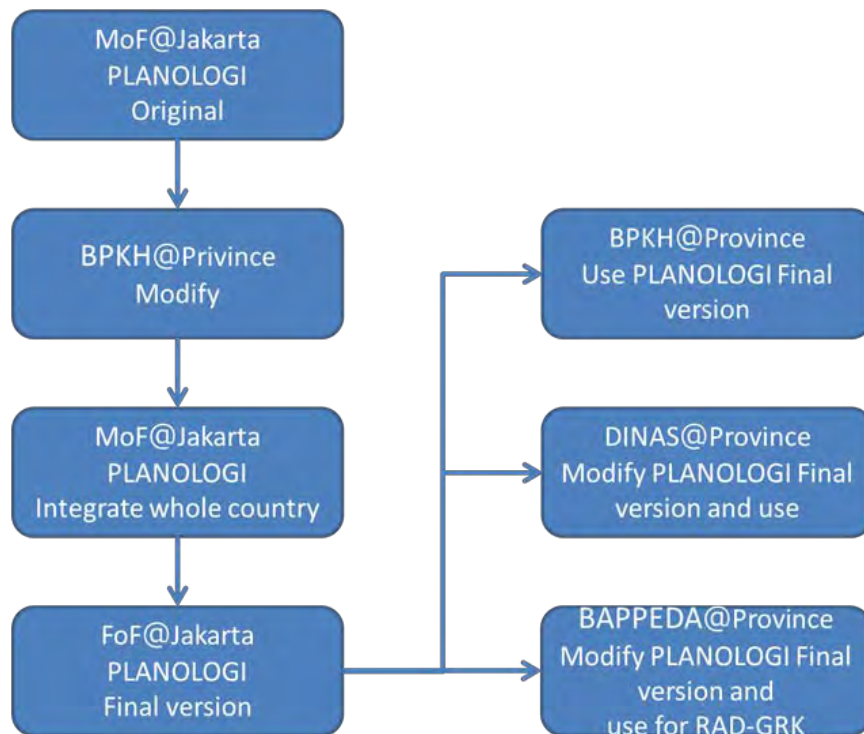 MoF@Jakarta
PLANOLOGI
Original
BPKH@Privince
Modify
MoF@Jakarta
PLANOLOGI
Integrate whole country
FoF@Jakarta
PLANOLOGI
Final version
BPKH@Province
Use PLANOLOGI Final
version
DINAS@Province
Modify PLANOLOGI Final
version and use
BAPPEDA@Province
Modify PLANOLOGI Final
version and
use for RAD-GRK